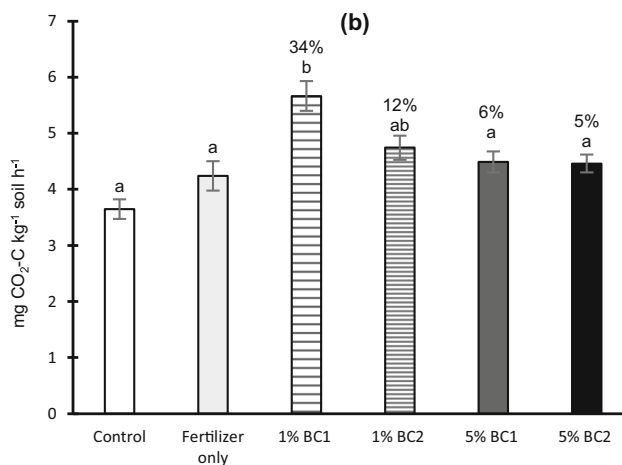 (b)
mg CO₂-C kg⁻¹ soil h⁻¹
7
6
5
4
3
2
1
0
a
a
34%
b
12%
ab
6%
a
5%
a
Control
Fertilizer
only
1% BC1
1% BC2
5% BC1
5% BC2